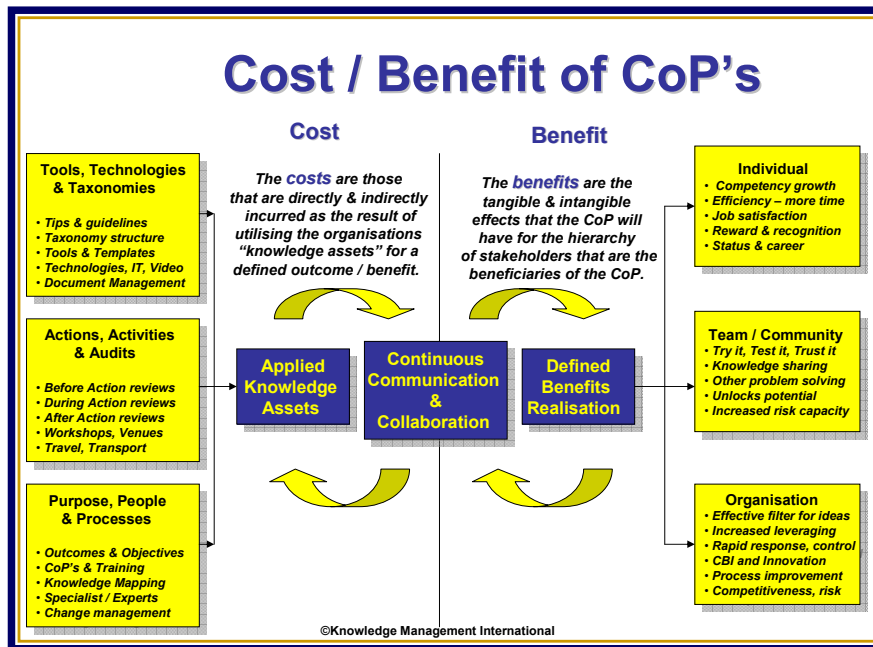 Cost / Benefit of CoP's
Cost
Benefit
Tools, Technologies
& Taxonomies
• Tips & guidelines
• Taxonomy structure
• Tools & Templates
• Technologies, IT, Video
• Document Management
Actions, Activities
& Audits
• Before Action reviews
• During Action reviews
• After Action reviews
• Workshops, Venues
• Travel, Transport
Purpose, People
& Processes
• Outcomes & Objectives
• CoP's & Training
• Knowledge Mapping
• Specialist / Experts
• Change management
The costs are those
that are directly & indirectly
incurred as the result of
utilising the organisations
“knowledge assets” for a
defined outcome / benefit.
The benefits are the
tangible & intangible
effects that the CoP will
have for the hierarchy
of stakeholders that are the
beneficiaries of the CoP.
Applied
Knowledge
Assets
Continuous
Communication
&
Collaboration
Defined
Benefits
Realisation
Individual
• Competency growth
• Efficiency – more time
• Job satisfaction
• Reward & recognition
• Status & career
Team / Community
• Try it, Test it, Trust it
• Knowledge sharing
• Other problem solving
• Unlocks potential
• Increased risk capacity
Organisation
• Effective filter for ideas
• Increased leveraging
• Rapid response, control
• CBI and Innovation
• Process improvement
• Competitiveness, risk
©Knowledge Management International